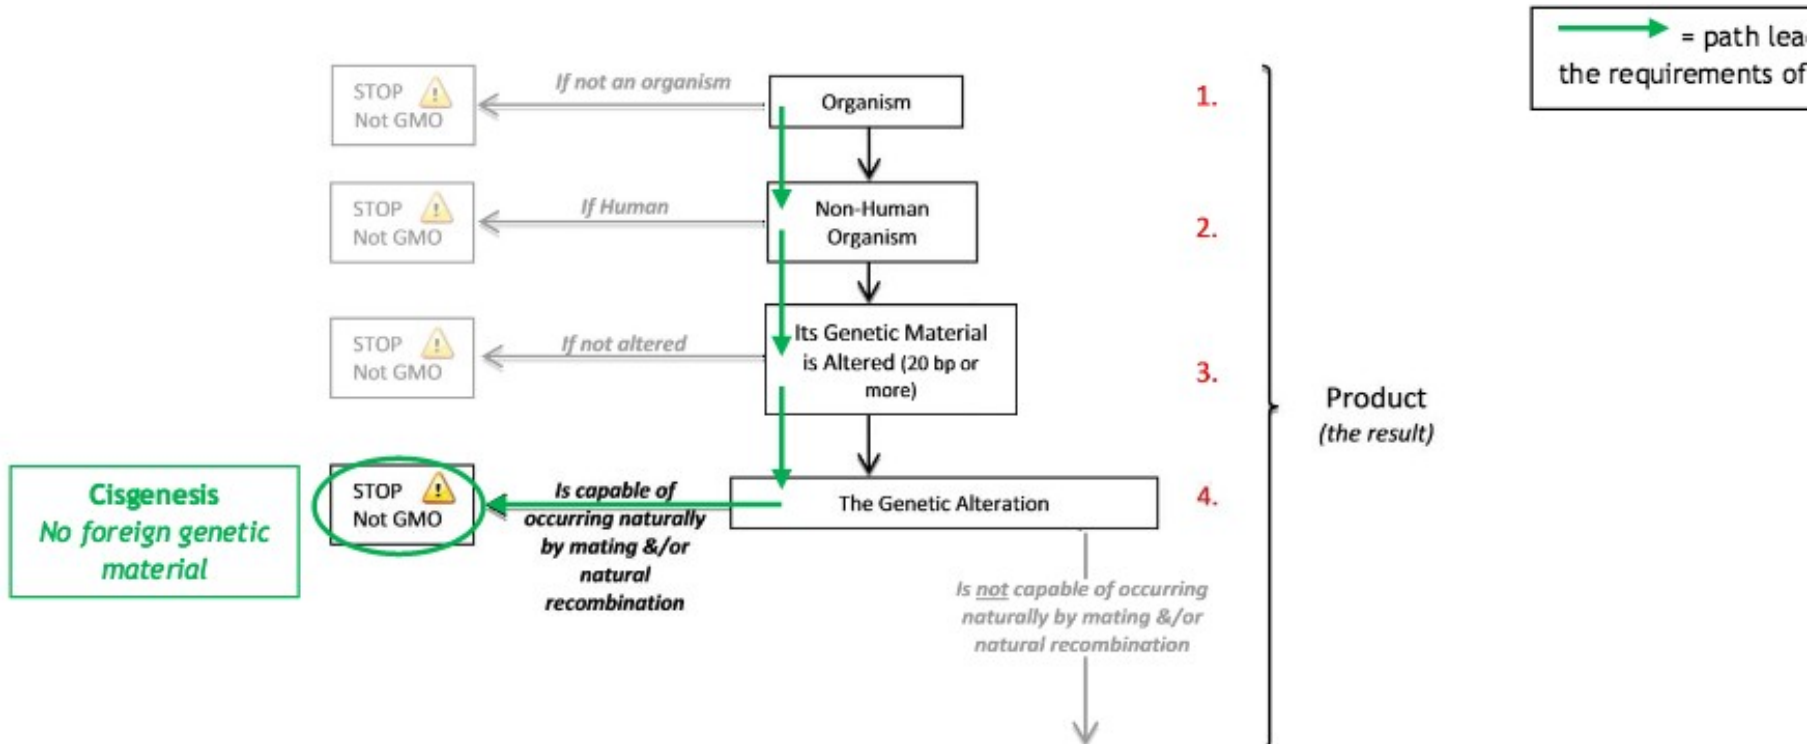 = path lea
the requirements of
STOP
Not GMO
If not an organism
Organism
1.
STOP
Not GMO
If Human
Non-Human
Organism
2.
STOP
Not GMO
If not altered
Its Genetic Material
is Altered (20 bp or
more)
3.
Product
(the result)
Cisgenesis
No foreign genetic
material
STOP
Not GMO
Is capable of
occurring naturally
by mating &/or
natural
recombination
The Genetic Alteration
4.
Is not capable of occurring
naturally by mating &/or
natural recombination